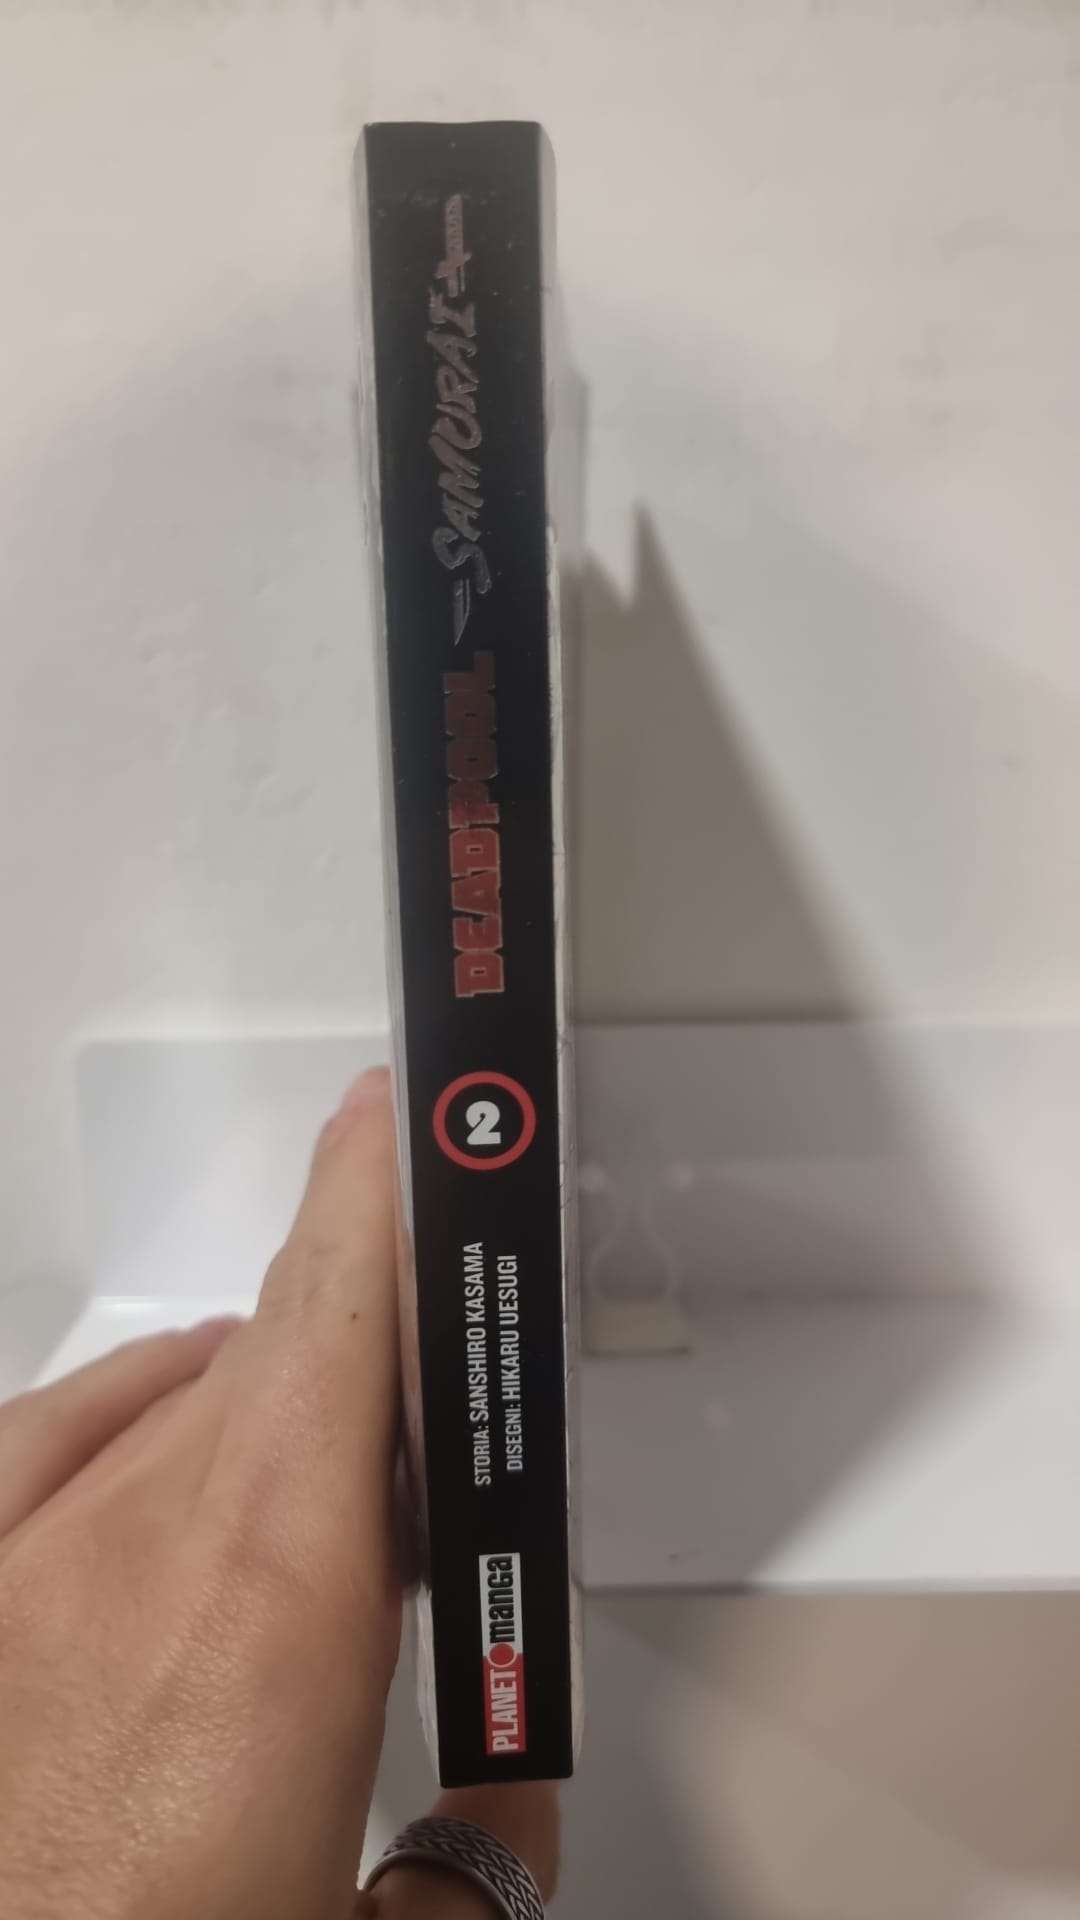 DEADPOOL SAMURAI
2
STORIA: SANSHIRO KASAMA
DISEGNI: HIKARU UESUGI
PLANET manga